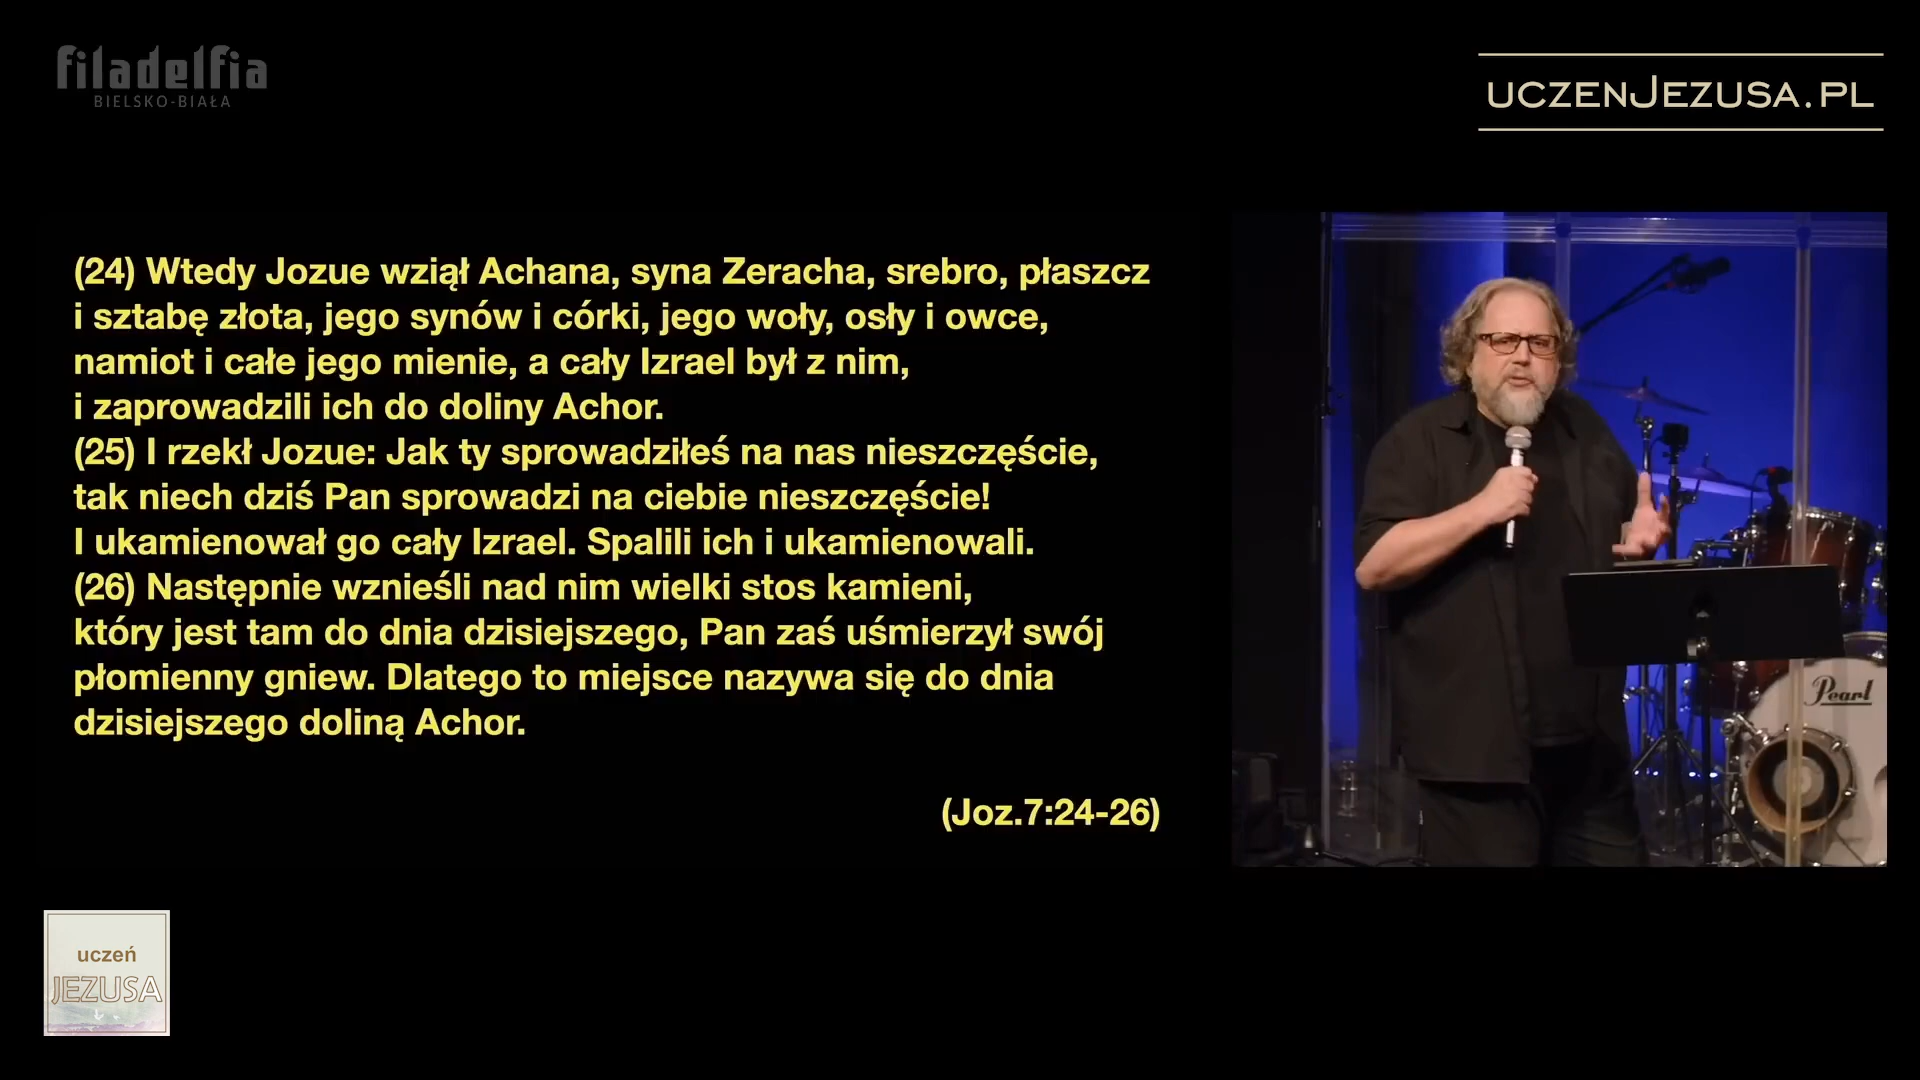 filadelfia
BIELSKO-BIAŁA
UCZENJEZUSA.PL
(24) Wtedy Jozue wziął Achana, syna Zeracha, srebro, płaszcz
i sztabę złota, jego synów i córki, jego woły, osły i owce,
namiot i całe jego mienie, a cały Izrael był z nim,
i zaprowadzili ich do doliny Achor.
(25) I rzekł Jozue: Jak ty sprowadziłeś na nas nieszczęście,
tak niech dziś Pan sprowadzi na ciebie nieszczęście!
I ukamienował go cały Izrael. Spalili ich i ukamienowali.
(26) Następnie wznieśli nad nim wielki stos kamieni,
który jest tam do dnia dzisiejszego, Pan zaś uśmierzył swój
płomienny gniew. Dlatego to miejsce nazywa się do dnia
dzisiejszego doliną Achor.
(Joz.7:24-26)
Pearl
uczeń
JEZUSA